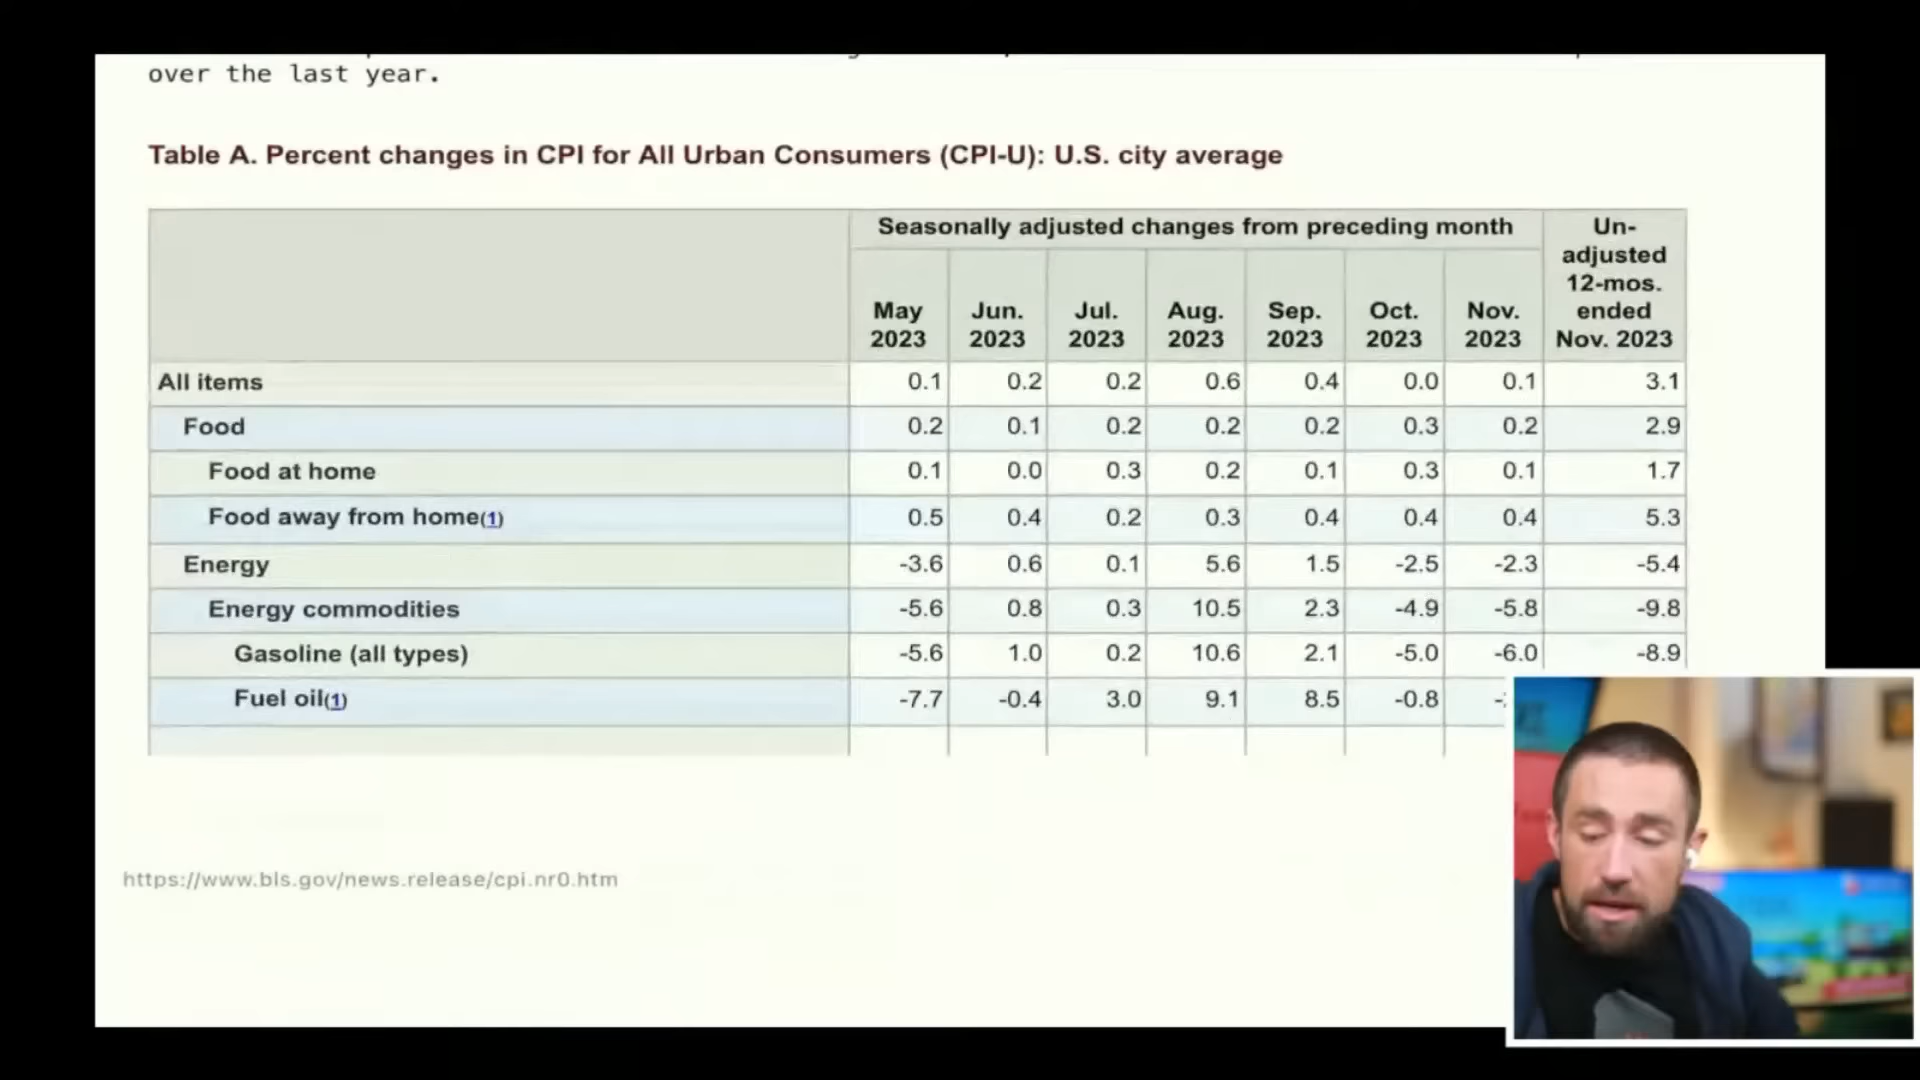 over the last year.
Table A. Percent changes in CPI for All Urban Consumers (CPI-U): U.S. city average
Seasonally adjusted changes from preceding month
Un-
adjusted
12-mos.
ended
Nov. 2023
May 2023 Jun. 2023 Jul. 2023 Aug. 2023 Sep. 2023 Oct. 2023 Nov. 2023
All items 0.1 0.2 0.2 0.6 0.4 0.0 0.1 3.1
Food 0.2 0.1 0.2 0.2 0.2 0.3 0.2 2.9
Food at home 0.1 0.0 0.3 0.2 0.1 0.3 0.1 1.7
Food away from home(1) 0.5 0.4 0.2 0.3 0.4 0.4 0.4 5.3
Energy -3.6 0.6 0.1 5.6 1.5 -2.5 -2.3 -5.4
Energy commodities -5.6 0.8 0.3 10.5 2.3 -4.9 -5.8 -9.8
Gasoline (all types) -5.6 1.0 0.2 10.6 2.1 -5.0 -6.0 -8.9
Fuel oil(1) -7.7 -0.4 3.0 9.1 8.5 -0.8
https://www.bls.gov/news.release/cpi.nr0.htm